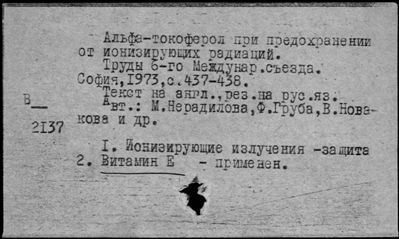 Альфа-токоферол при предохранении
от ионизирующих радиаций.
Труды 6-го Междунар.съезда.
София,1973,с.437-438.
Текст на англ.,рез.на рус.яз.
Авт.: М.Нерадилова,Ф.Груба,В.Нова-
кова и др.
В
2137
1. Ионизирующие излучения -защита
2. Витамин Е - применен.